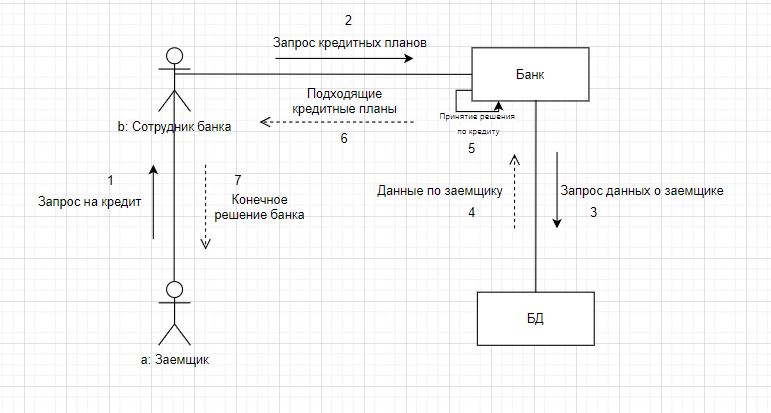 2
Запрос кредитных планов
Банк
Подходящие
кредитные планы
6
b: Сотрудник банка
Принятие решения
по кредиту
5
1
Запрос на кредит
7
Конечное
решение банка
Данные по заемщику
4
Запрос данных о заемщике
3
БД
a: Заемщик